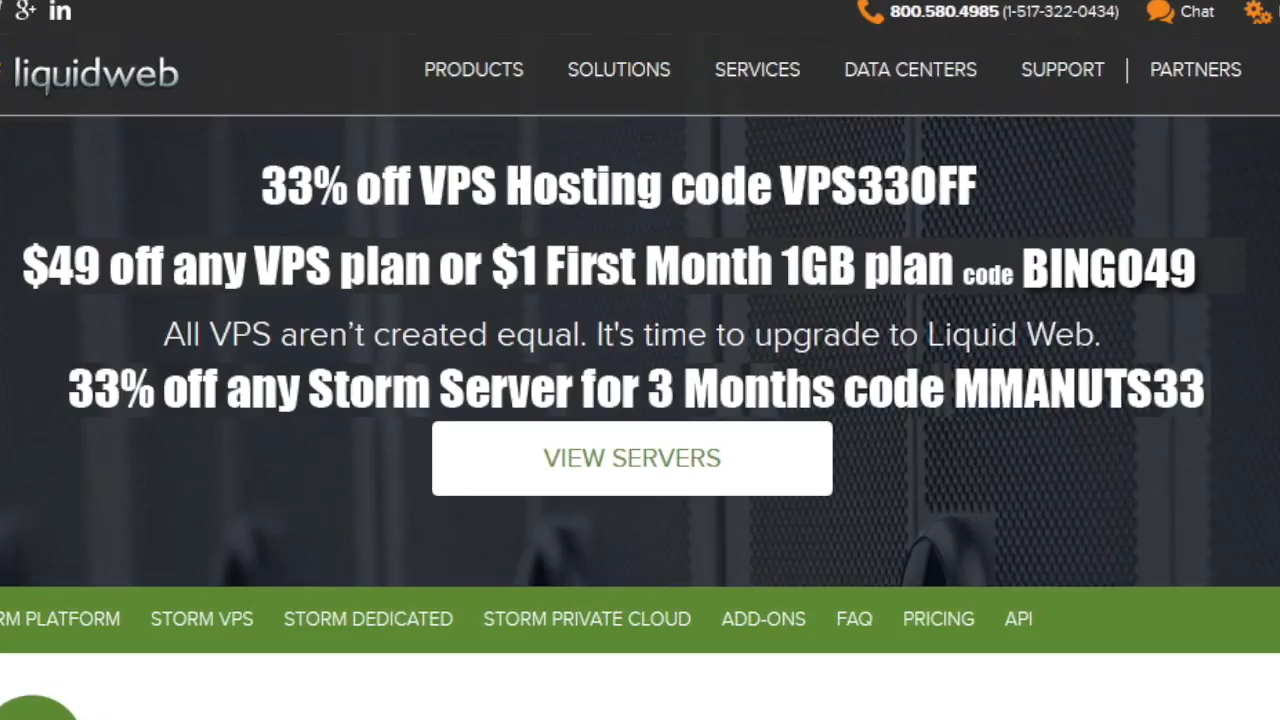 g+ in 800.580.4985 (1-517-322-0434) Chat
liquidweb PRODUCTS SOLUTIONS SERVICES DATA CENTERS SUPPORT | PARTNERS
33% off VPS Hosting code VPS33OFF
$49 off any VPS plan or $1 First Month 1GB plan code BINGO49
All VPS aren’t created equal. It's time to upgrade to Liquid Web.
33% off any Storm Server for 3 Months code MMANUTS33
VIEW SERVERS
RM PLATFORM STORM VPS STORM DEDICATED STORM PRIVATE CLOUD ADD-ONS FAQ PRICING API